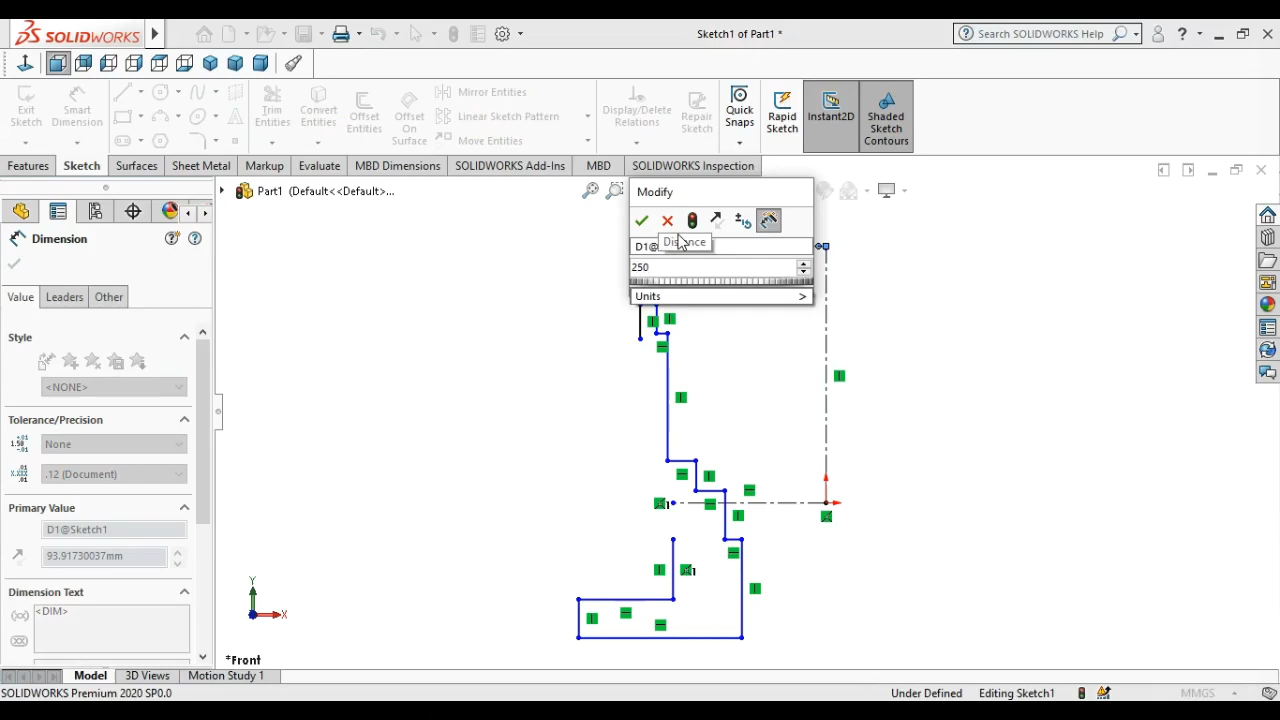 SOLIDWORKS
Sketch1 of Part1 *
Search SOLIDWORKS Help
?
Exit Sketch
Smart Dimension
Trim Entities
Convert Entities
Offset Entities
Offset On Surface
Mirror Entities
Linear Sketch Pattern
Move Entities
Display/Delete Relations
Repair Sketch
Quick Snaps
Rapid Sketch
Instant2D
Shaded Sketch Contours
Features
Sketch
Surfaces
Sheet Metal
Markup
Evaluate
MBD Dimensions
SOLIDWORKS Add-Ins
MBD
SOLIDWORKS Inspection
Part1 (Default<<Default>...
Modify
D1@
Distance
250
Units
>
Dimension
Value
Leaders
Other
Style
<NONE>
Tolerance/Precision
None
.12 (Document)
Primary Value
D1@Sketch1
93.91730037mm
Dimension Text
<DIM>
Y
X
*Front
Model
3D Views
Motion Study 1
SOLIDWORKS Premium 2020 SP0.0
Under Defined
Editing Sketch1
MMGS